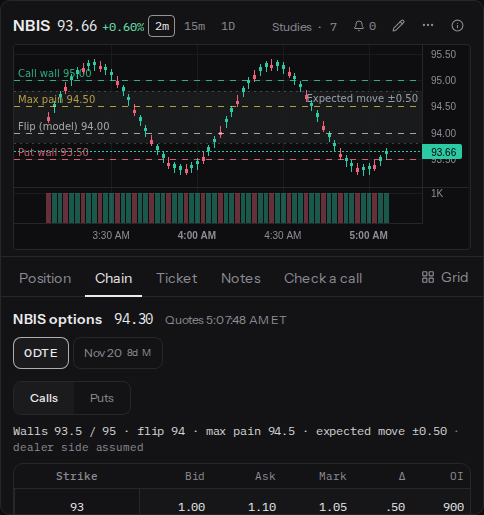 NBIS 93.66 +0.60% 2m 15m 1D Studies · 7 0
95.50
Call wall 95.00 95.00
Max pain 94.50 Expected move ±0.50 94.50
Flip (model) 94.00 94.00
93.66
Put wall 93.50 93.50
1K
3:30 AM 4:00 AM 4:30 AM 5:00 AM
Position Chain Ticket Notes Check a call Grid
NBIS options 94.30 Quotes 5:07:48 AM ET
0DTE Nov 20 8d M
Calls Puts
Walls 93.5 / 95 · flip 94 · max pain 94.5 · expected move ±0.50 ·
dealer side assumed
Strike Bid Ask Mark Δ OI
93 1.00 1.10 1.05 .50 900